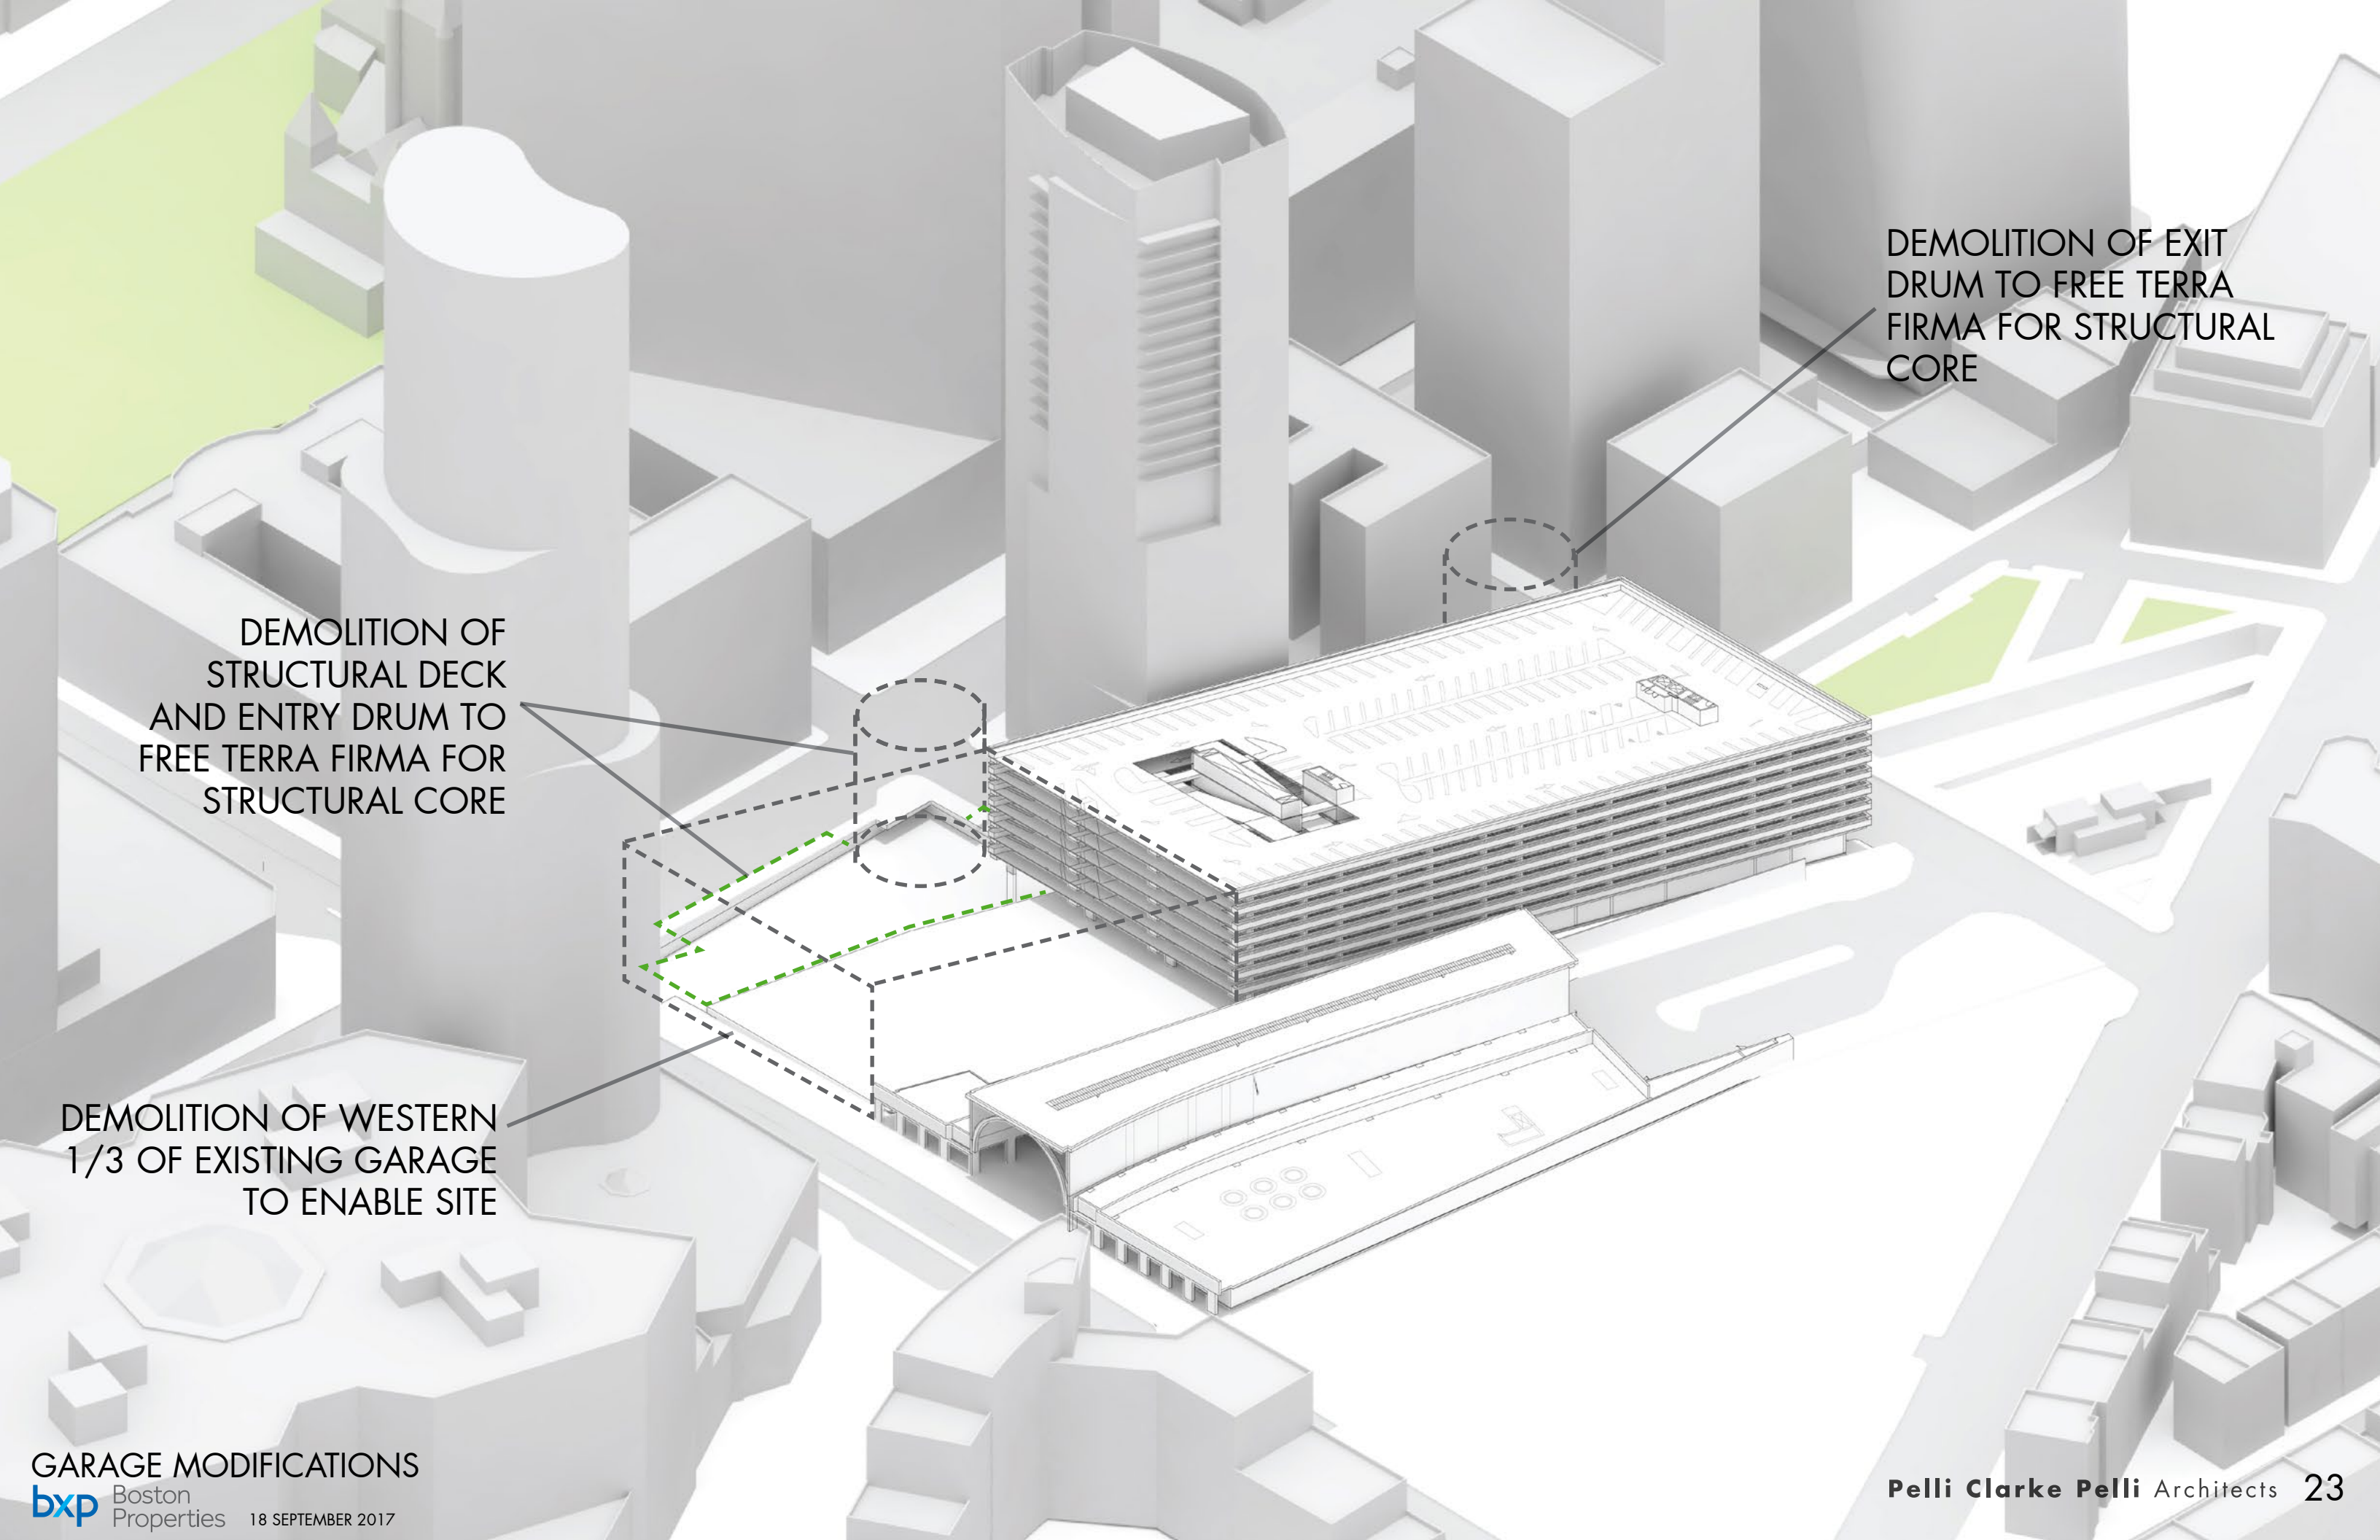 DEMOLITION OF EXIT
DRUM TO FREE TERRA
FIRMA FOR STRUCTURAL
CORE
DEMOLITION OF
STRUCTURAL DECK
AND ENTRY DRUM TO
FREE TERRA FIRMA FOR
STRUCTURAL CORE
DEMOLITION OF WESTERN
1/3 OF EXISTING GARAGE
TO ENABLE SITE
GARAGE MODIFICATIONS
bxp Boston
Properties 18 SEPTEMBER 2017
Pelli Clarke Pelli Architects 23